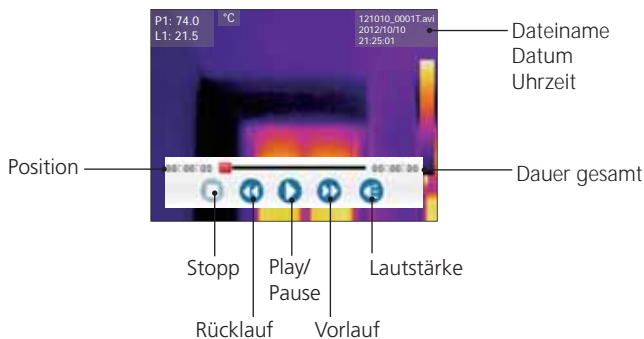 P1: 74.0
L1: 21.5
°C
121010_0001T.avi
2012/10/10
21:25:01
Dateiname
Datum
Uhrzeit
Position
00:00:00
00:00:00
Dauer gesamt
Stopp
Play/
Pause
Lautstärke
Rücklauf
Vorlauf